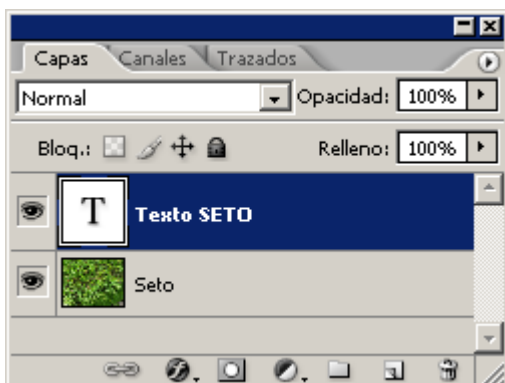 Capas Canales Trazados
Normal Opacidad: 100%
Bloq.: Relleno: 100%
T Texto SETO
Seto